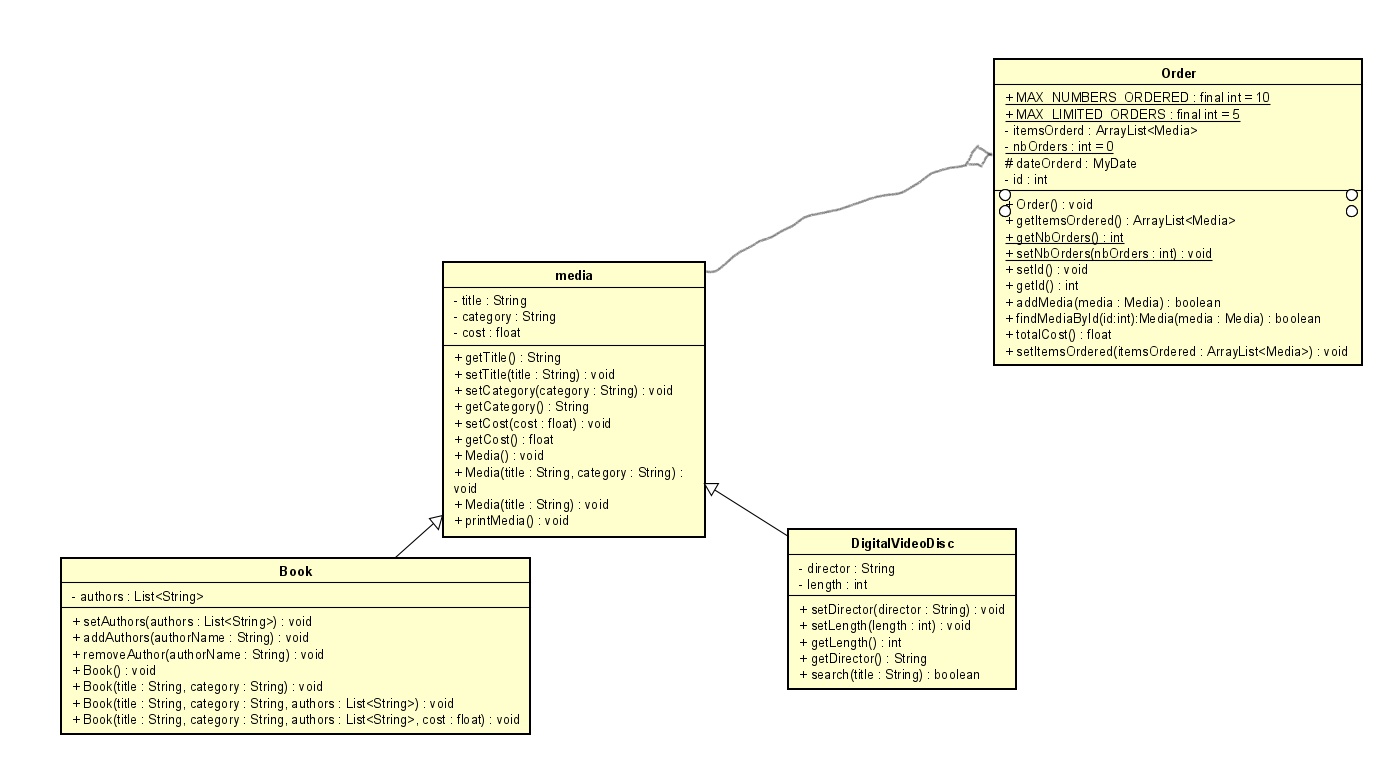 Order
+ MAX_NUMBERS_ORDERED : final int = 10
+ MAX_LIMITED_ORDERS : final int = 5
- itemsOrderd : ArrayList<Media>
- nbOrders : int = 0
# dateOrderd : MyDate
- id : int
+ Order() : void
+ getItemsOrdered() : ArrayList<Media>
+ getNbOrders() : int
+ setNbOrders(nbOrders : int) : void
+ setId() : void
+ getId() : int
+ addMedia(media : Media) : boolean
+ findMediaById(id:int):Media(media : Media) : boolean
+ totalCost() : float
+ setItemsOrdered(itemsOrdered : ArrayList<Media>) : void
media
- title : String
- category : String
- cost : float
+ getTitle() : String
+ setTitle(title : String) : void
+ setCategory(category : String) : void
+ getCategory() : String
+ setCost(cost : float) : void
+ getCost() : float
+ Media() : void
+ Media(title : String, category : String) :
void
+ Media(title : String) : void
+ printMedia() : void
Book
- authors : List<String>
+ setAuthors(authors : List<String>) : void
+ addAuthors(authorName : String) : void
+ removeAuthor(authorName : String) : void
+ Book() : void
+ Book(title : String, category : String) : void
+ Book(title : String, category : String, authors : List<String>) : void
+ Book(title : String, category : String, authors : List<String>, cost : float) : void
DigitalVideoDisc
- director : String
- length : int
+ setDirector(director : String) : void
+ setLength(length : int) : void
+ getLength() : int
+ getDirector() : String
+ search(title : String) : boolean